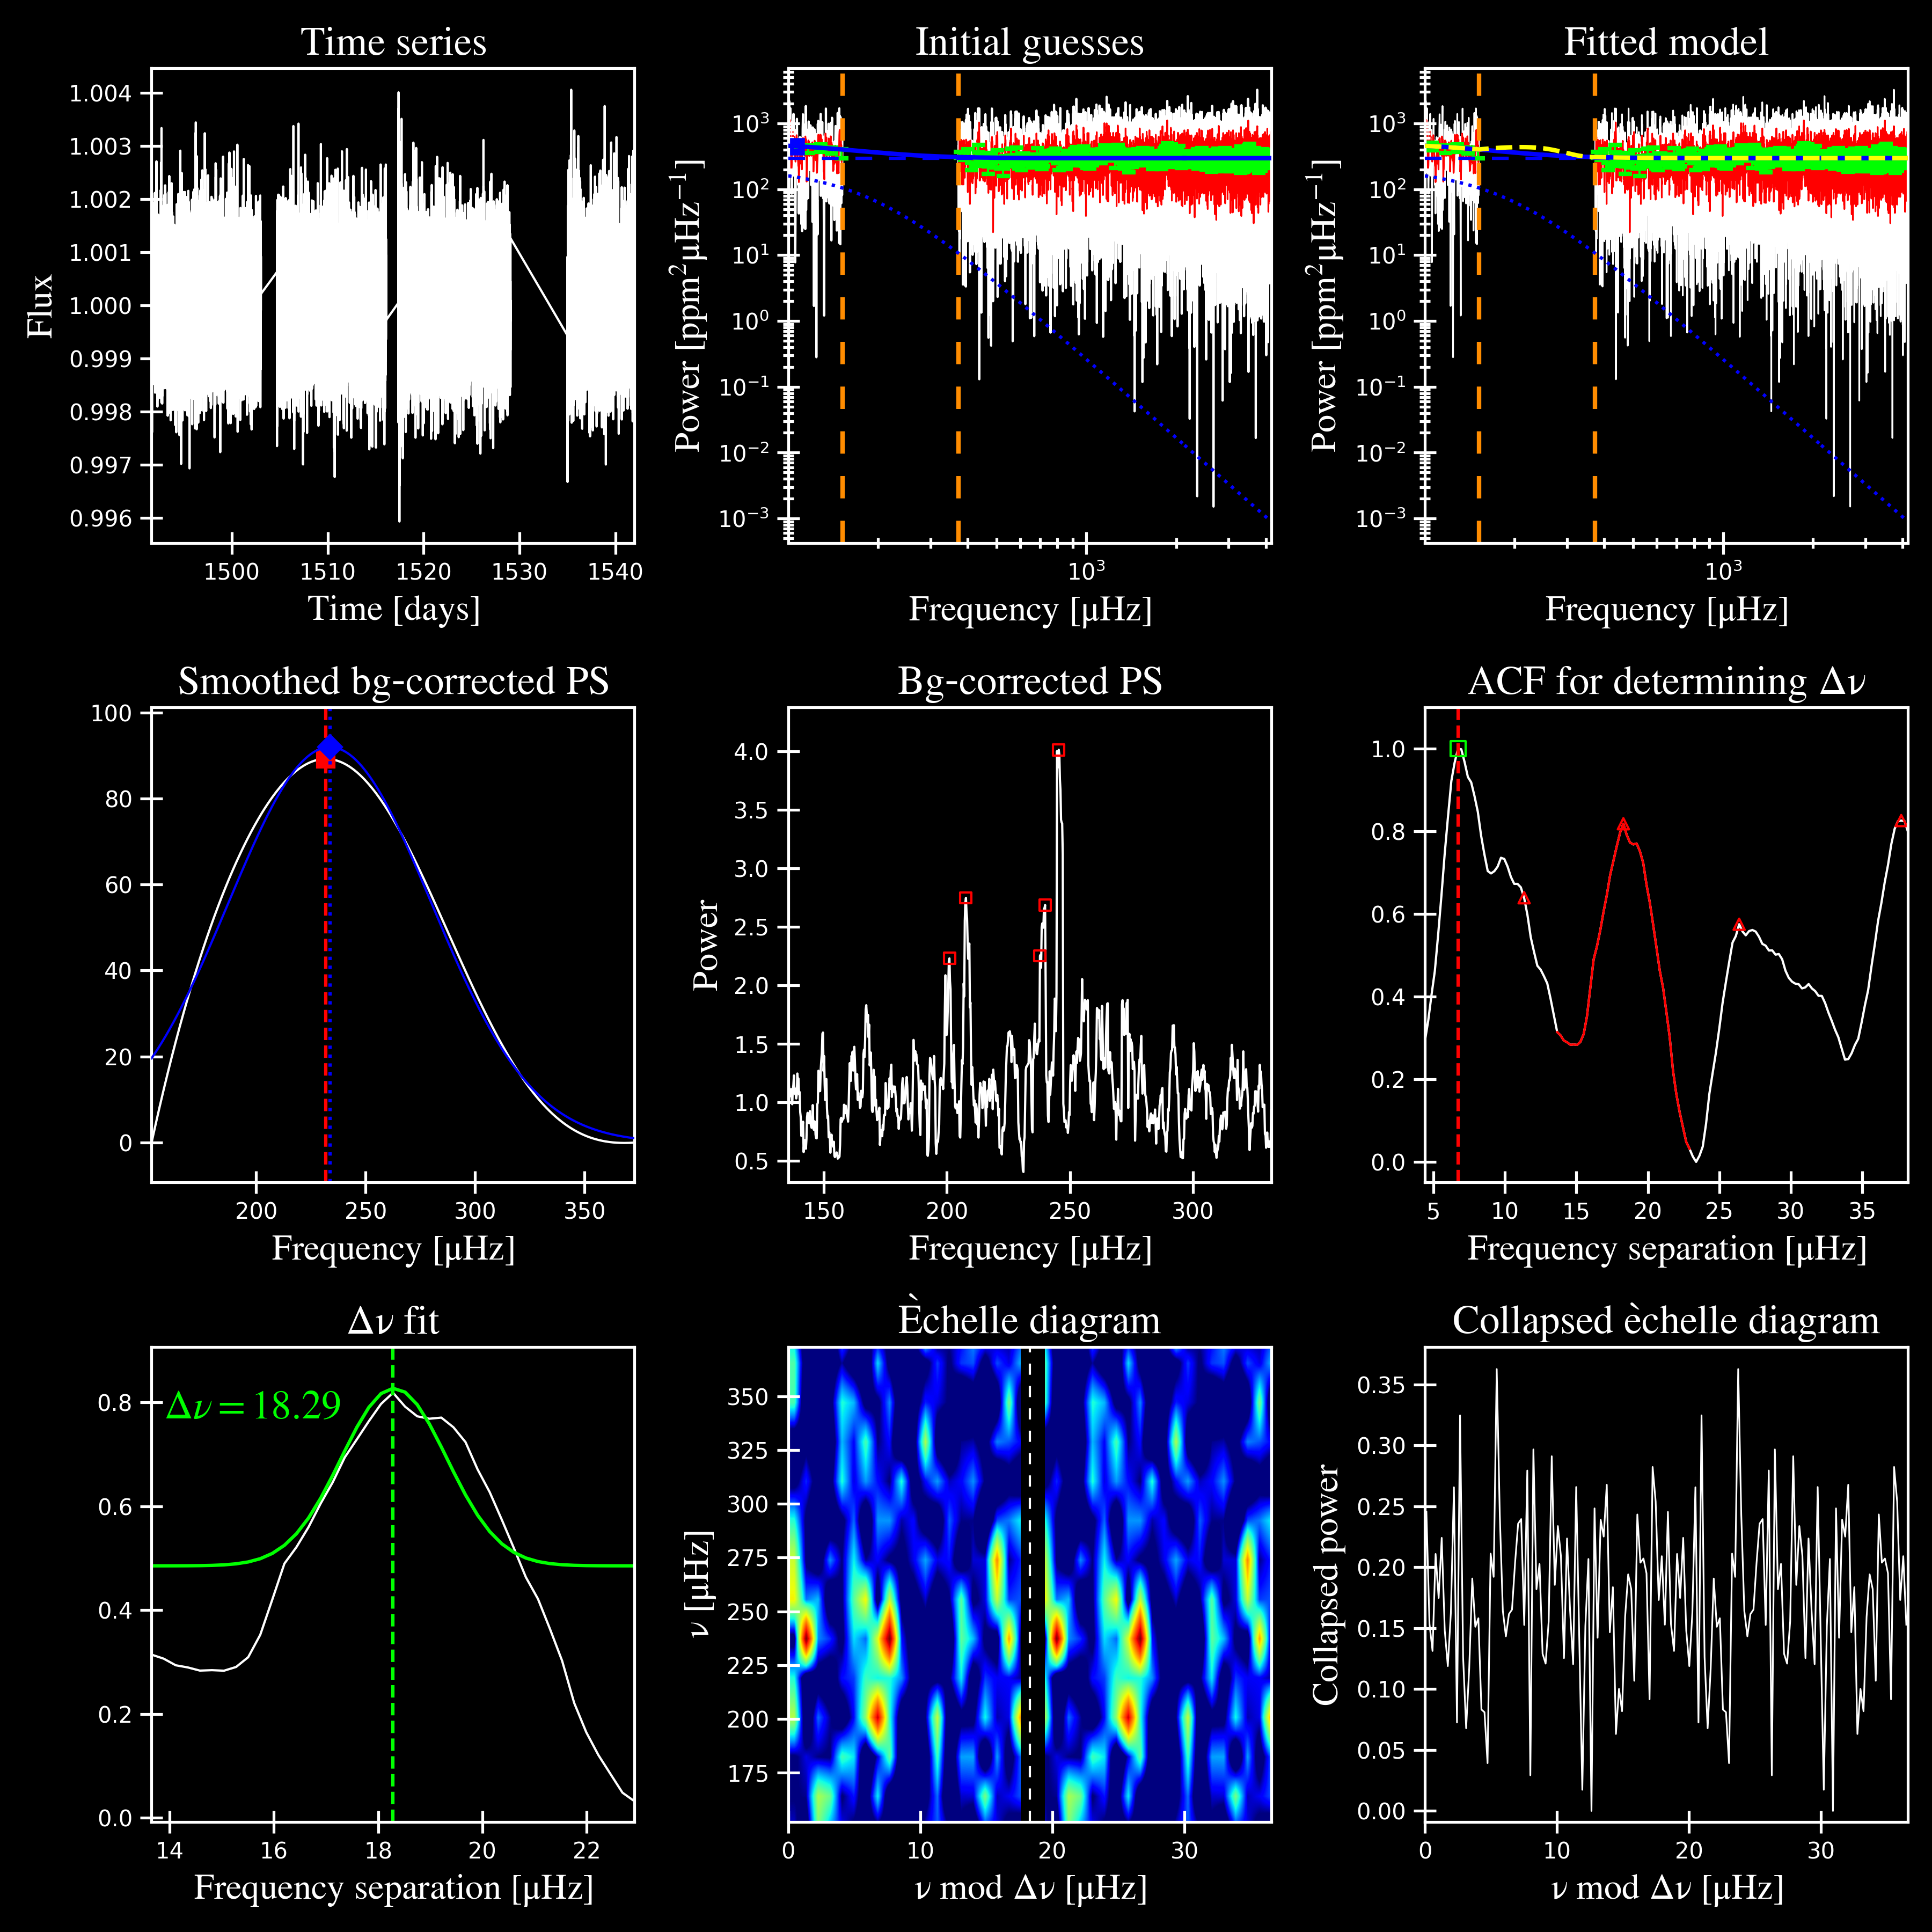 Time series
Initial guesses
Fitted model
1.004
1.003
1.002
1.001
1.000
0.999
0.998
0.997
0.996
Flux
1500 1510 1520 1530 1540
Time [days]
10³
10²
10¹
10⁰
10⁻¹
10⁻²
10⁻³
Power [ppm²μHz⁻¹]
10³
Frequency [μHz]
10³
10²
10¹
10⁰
10⁻¹
10⁻²
10⁻³
Power [ppm²μHz⁻¹]
10³
Frequency [μHz]
Smoothed bg-corrected PS
Bg-corrected PS
ACF for determining Δν
100
80
60
40
20
0
200 250 300 350
Frequency [μHz]
4.0
3.5
3.0
2.5
2.0
1.5
1.0
0.5
Power
150 200 250 300
Frequency [μHz]
1.0
0.8
0.6
0.4
0.2
0.0
5 10 15 20 25 30 35
Frequency separation [μHz]
Δν fit
Èchelle diagram
Collapsed èchelle diagram
Δν = 18.29
0.8
0.6
0.4
0.2
0.0
14 16 18 20 22
Frequency separation [μHz]
350
325
300
275
250
225
200
175
ν [μHz]
0 10 20 30
ν mod Δν [μHz]
0.35
0.30
0.25
0.20
0.15
0.10
0.05
0.00
Collapsed power
0 10 20 30
ν mod Δν [μHz]